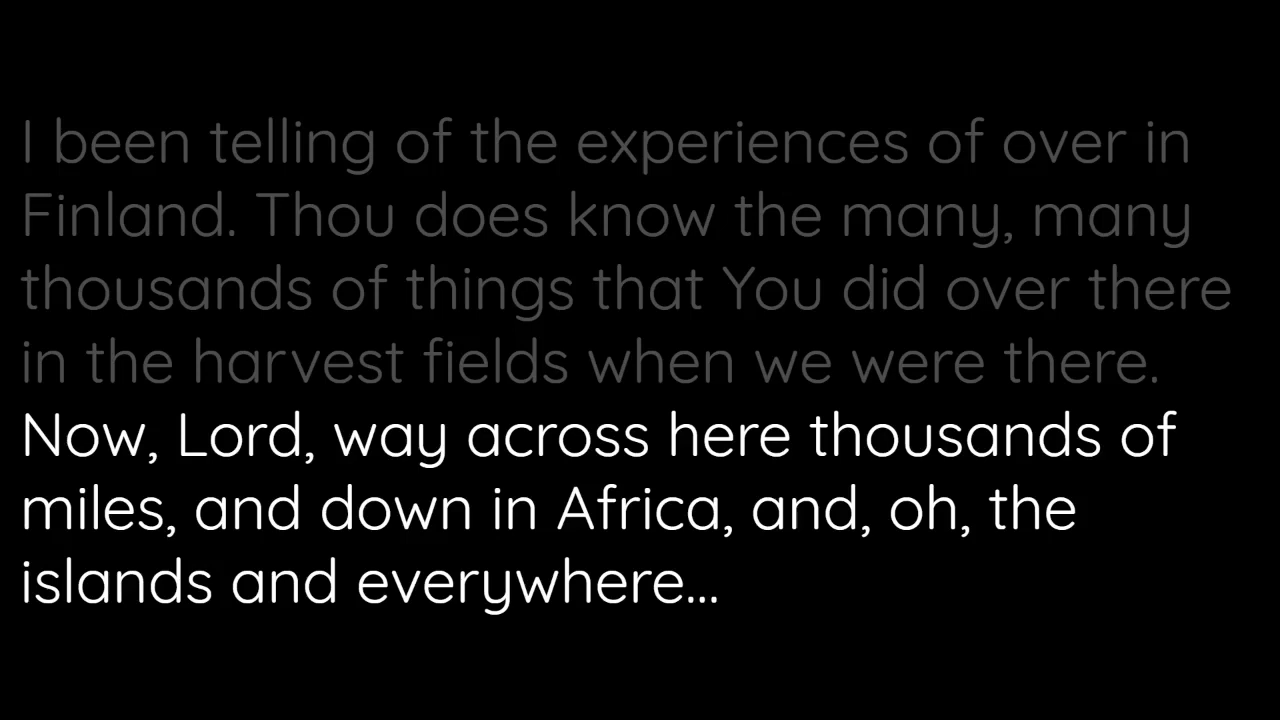 I been telling of the experiences of over in
Finland. Thou does know the many, many
thousands of things that You did over there
in the harvest fields when we were there.
Now, Lord, way across here thousands of
miles, and down in Africa, and, oh, the
islands and everywhere...